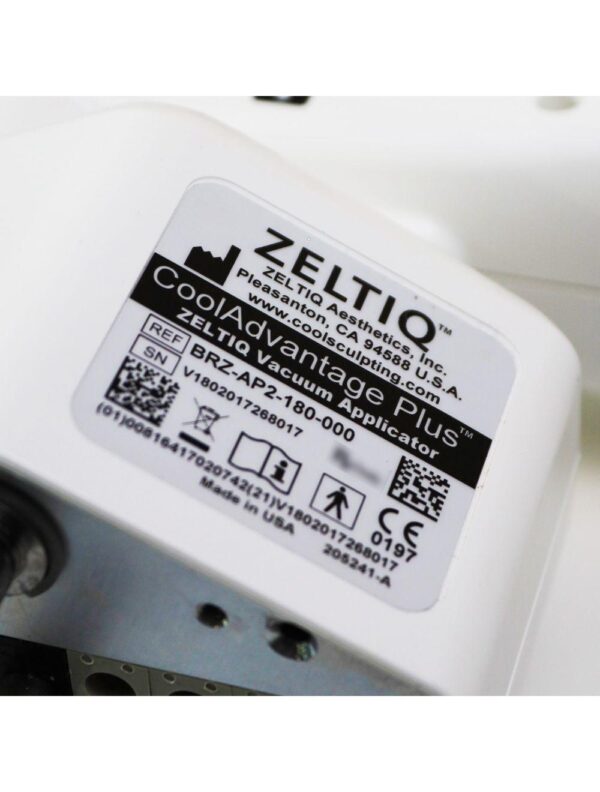 ZELTIQ™
ZELTIQ Aesthetics, Inc.
Pleasanton, CA 94588 U.S.A.
www.coolsculpting.com
CoolAdvantage Plus™
ZELTIQ Vacuum Applicator
REF BRZ-AP2-180-000
SN V1802017268017
(01)00816417020742(21)V1802017268017
CE
0197
Made in USA
205241-A